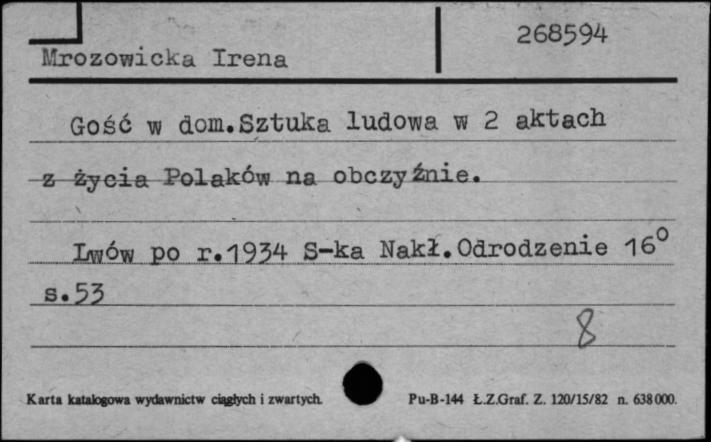 Mrozowicka Irena 268594
Gość w dom.Sztuka ludowa w 2 aktach
z życia Polaków na obczyźnie.
Lwów po r.1934 S-ka Nakł.Odrodzenie 16°
s.53
8
Karta katalogowa wydawnictw ciągłych i zwartych. Pu-B-144 Ł.Z.Graf. Z. 120/15/82 n. 638000.